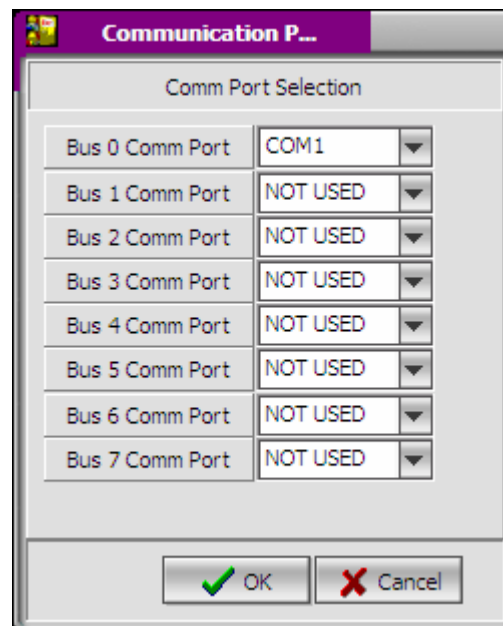 Communication P...
Comm Port Selection
Bus 0 Comm Port COM1
Bus 1 Comm Port NOT USED
Bus 2 Comm Port NOT USED
Bus 3 Comm Port NOT USED
Bus 4 Comm Port NOT USED
Bus 5 Comm Port NOT USED
Bus 6 Comm Port NOT USED
Bus 7 Comm Port NOT USED
OK Cancel